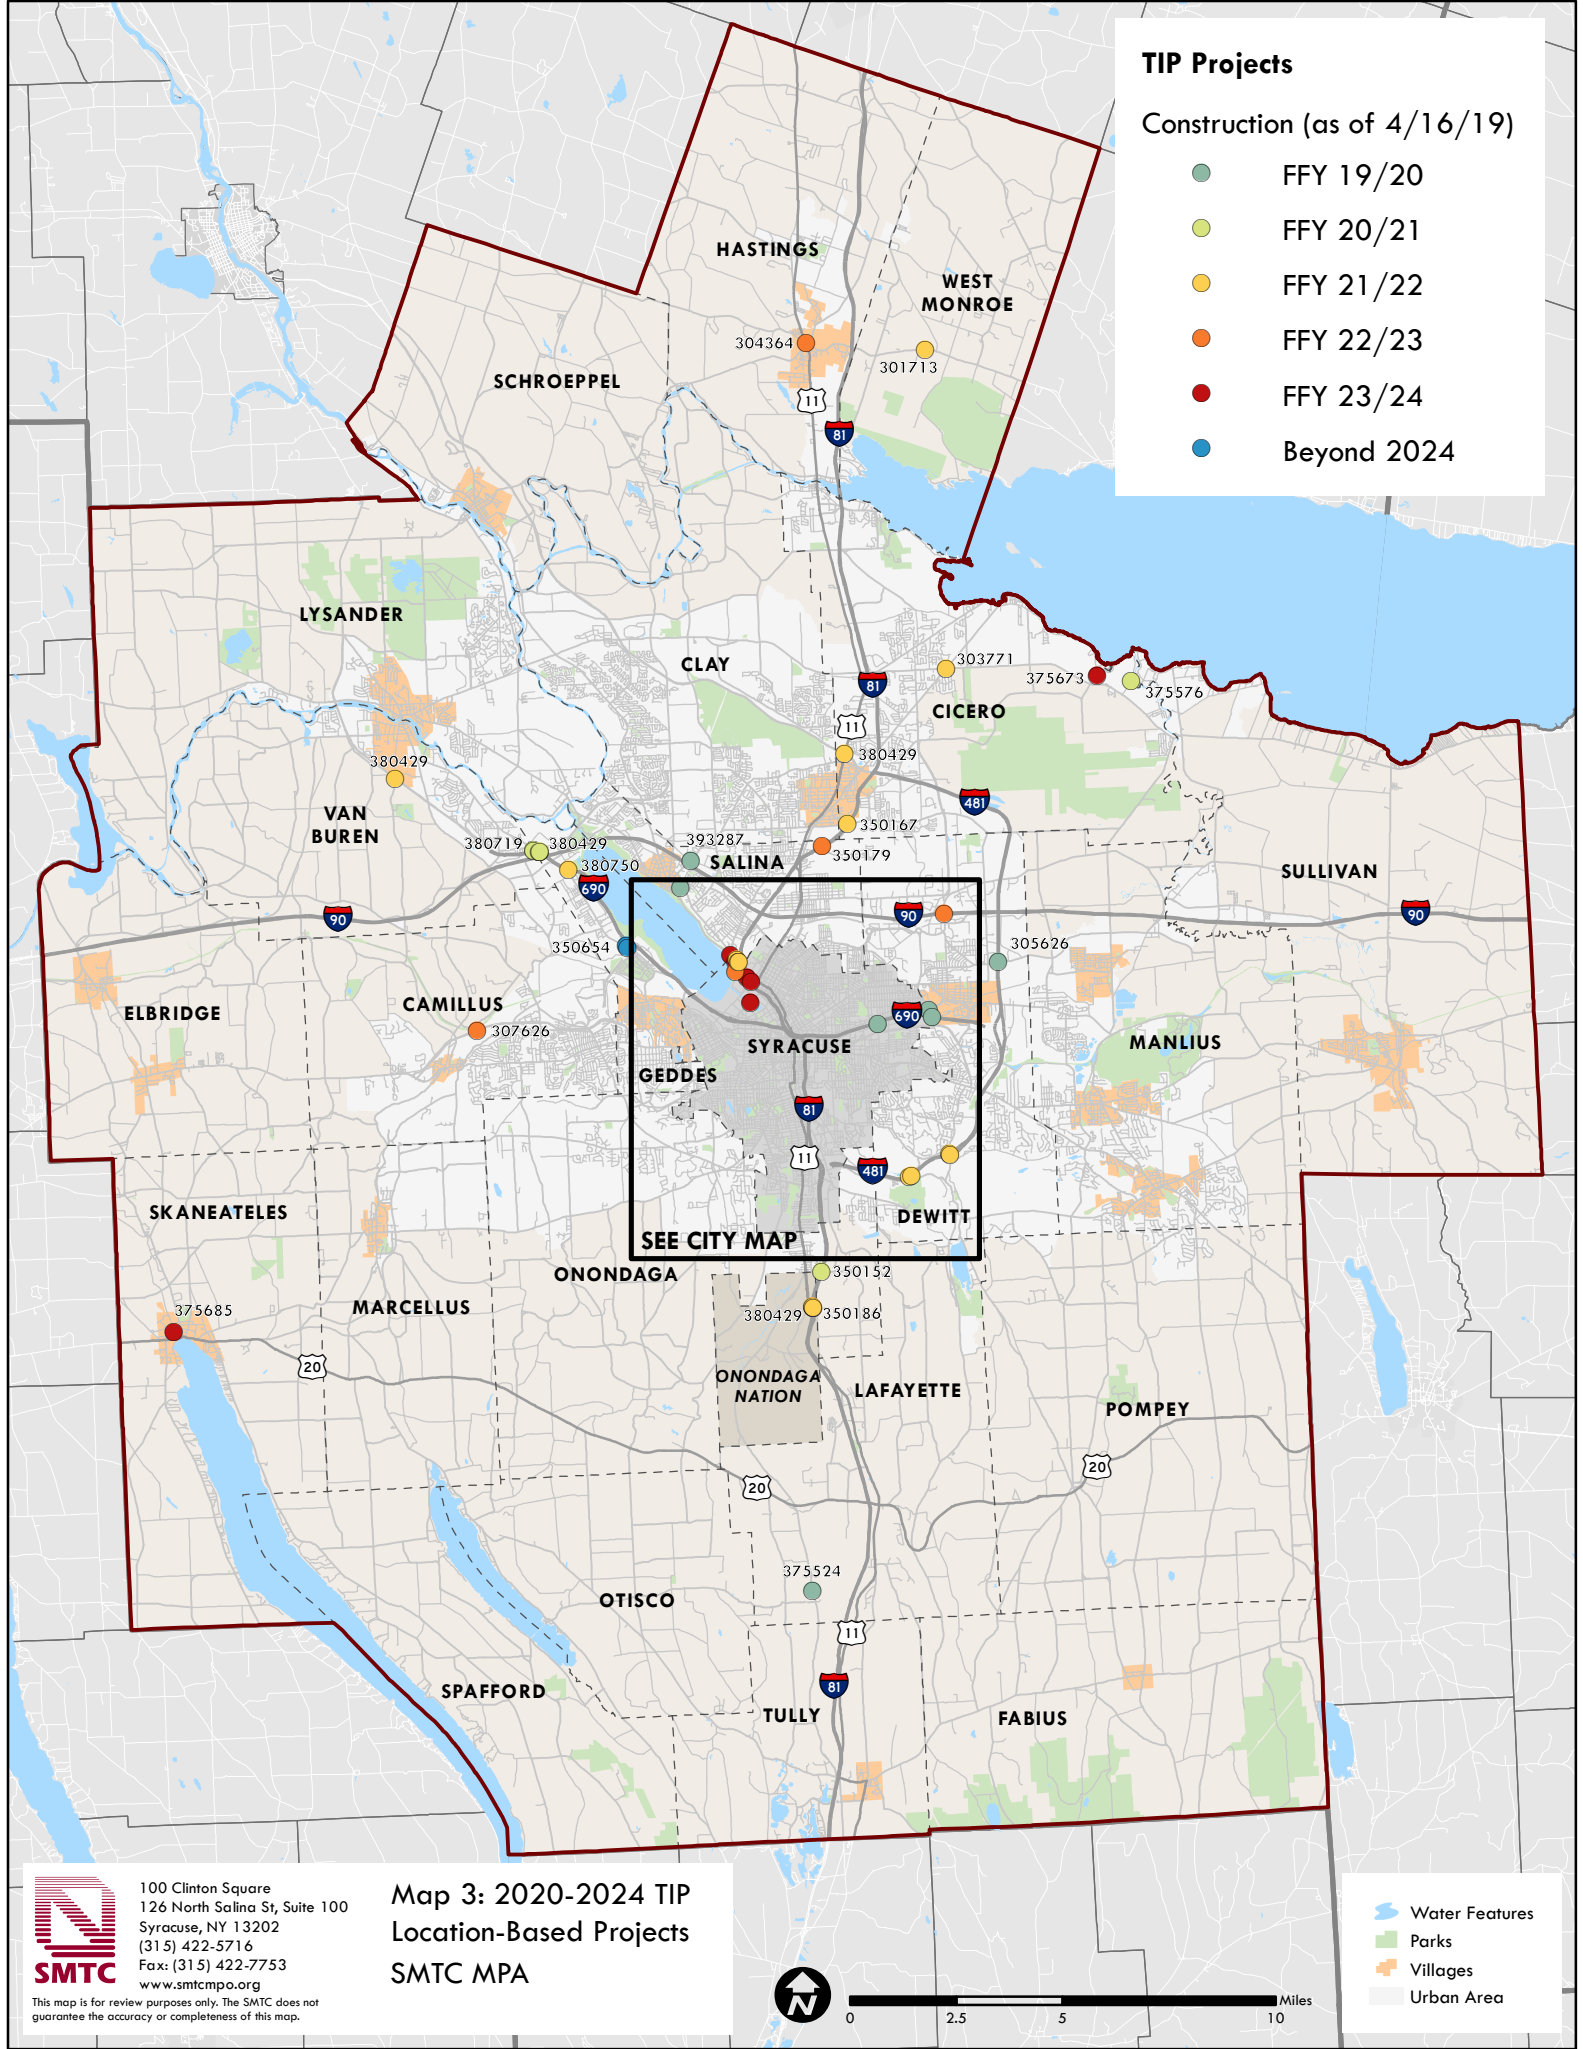 TIP Projects
Construction (as of 4/16/19)
FFY 19/20
FFY 20/21
FFY 21/22
FFY 22/23
FFY 23/24
Beyond 2024
HASTINGS
WEST
MONROE
304364
301713
SCHROEPPEL
11
81
LYSANDER
CLAY
303771
375673
375576
81
CICERO
11
380429
380429
481
VAN
BUREN
350167
380719
380429
393287
350179
SALINA
380750
SULLIVAN
690
90
90
90
350654
305626
ELBRIDGE
CAMILLUS
307626
690
SYRACUSE
MANLIUS
GEDDES
81
11
481
SKANEATELES
DEWITT
SEE CITY MAP
ONONDAGA
350152
375685
MARCELLUS
380429
350186
20
ONONDAGA
NATION
LAFAYETTE
POMPEY
20
20
375524
OTISCO
11
SPAFFORD
81
TULLY
FABIUS
SMTC
100 Clinton Square
126 North Salina St, Suite 100
Syracuse, NY 13202
(315) 422-5716
Fax: (315) 422-7753
www.smtcmpo.org
This map is for review purposes only. The SMTC does not
guarantee the accuracy or completeness of this map.
Map 3: 2020-2024 TIP
Location-Based Projects
SMTC MPA
N
Miles
0 2.5 5 10
Water Features
Parks
Villages
Urban Area